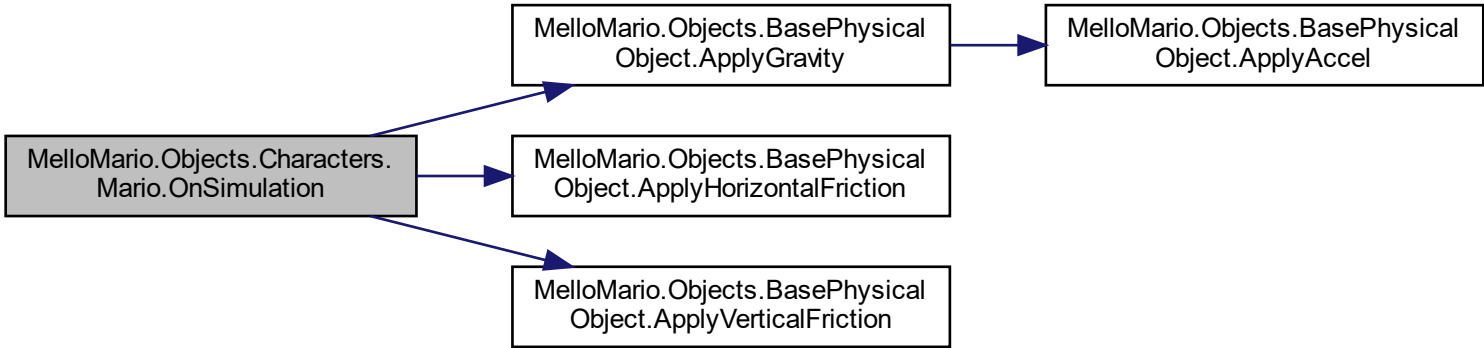 MelloMario.Objects.BasePhysical
Object.ApplyGravity
MelloMario.Objects.BasePhysical
Object.ApplyAccel
MelloMario.Objects.Characters.
Mario.OnSimulation
MelloMario.Objects.BasePhysical
Object.ApplyHorizontalFriction
MelloMario.Objects.BasePhysical
Object.ApplyVerticalFriction